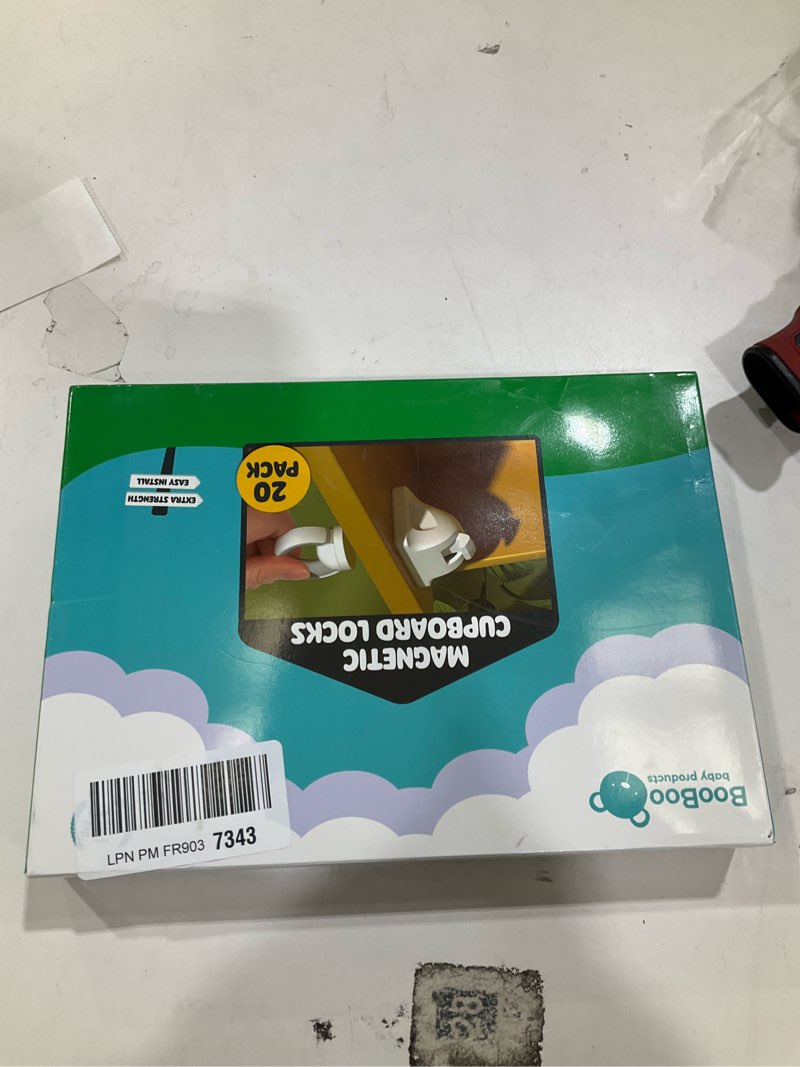 BooBoo
baby products
MAGNETIC
CUPBOARD LOCKS
20
PACK
EXTRA STRENGTH
EASY INSTALL
LPN PM FR903 7343